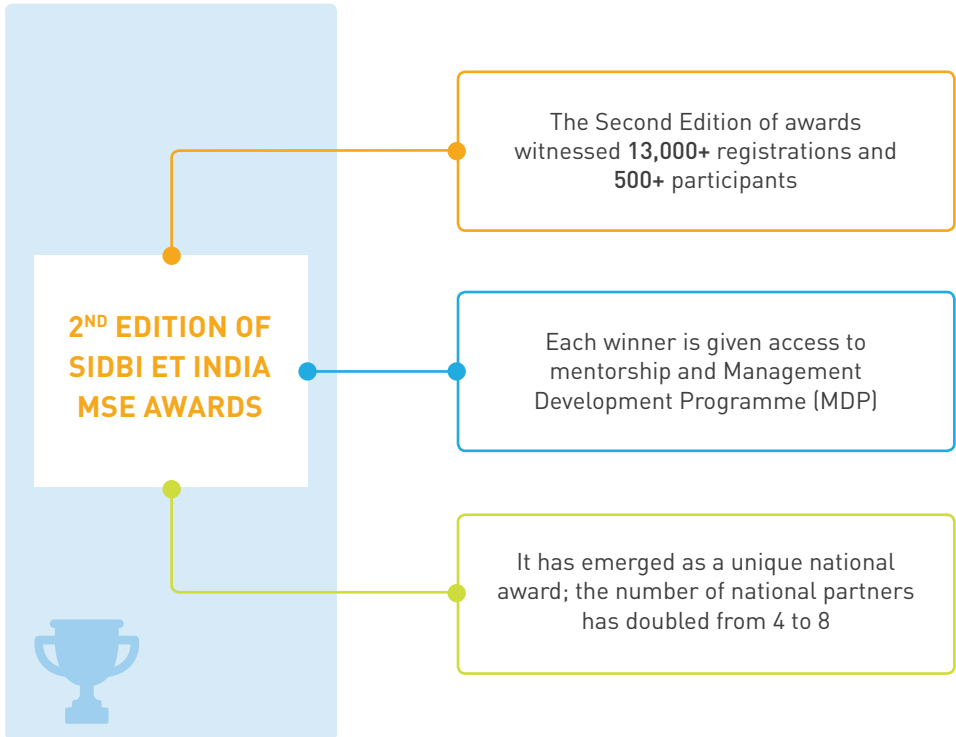 2ND EDITION OF
SIDBI ET INDIA
MSE AWARDS
The Second Edition of awards
witnessed 13,000+ registrations and
500+ participants
Each winner is given access to
mentorship and Management
Development Programme (MDP)
It has emerged as a unique national
award; the number of national partners
has doubled from 4 to 8